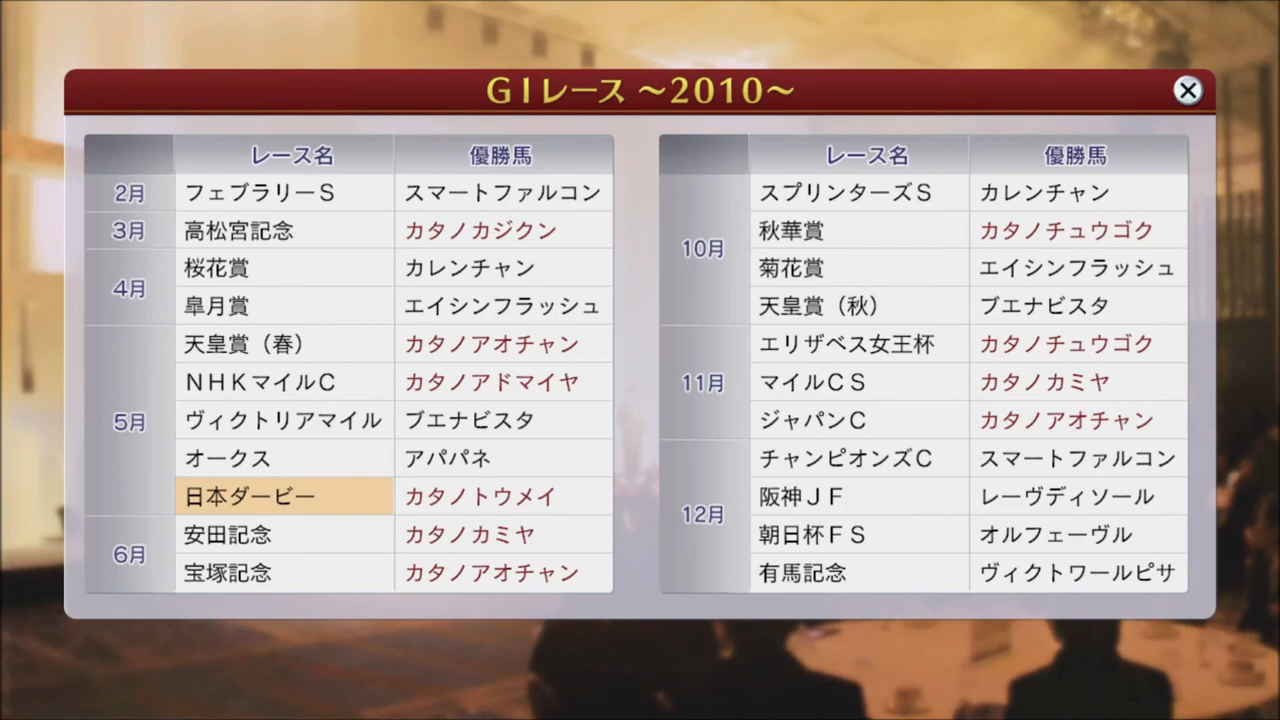 GIレース ～2010～
レース名 優勝馬
2月 フェブラリーS スマートファルコン
3月 高松宮記念 カタノカジクン
4月 桜花賞 カレンチャン
皐月賞 エイシンフラッシュ
5月 天皇賞（春） カタノアオチャン
NHKマイルC カタノアドマイヤ
ヴィクトリアマイル ブエナビスタ
オークス アパパネ
日本ダービー カタノトウメイ
6月 安田記念 カタノカミヤ
宝塚記念 カタノアオチャン
レース名 優勝馬
10月 スプリンターズS カレンチャン
秋華賞 カタノチュウゴク
菊花賞 エイシンフラッシュ
天皇賞（秋） ブエナビスタ
11月 エリザベス女王杯 カタノチュウゴク
マイルCS カタノカミヤ
ジャパンC カタノアオチャン
12月 チャンピオンズC スマートファルコン
阪神JF レーヴディソール
朝日杯FS オルフェーヴル
有馬記念 ヴィクトワールピサ